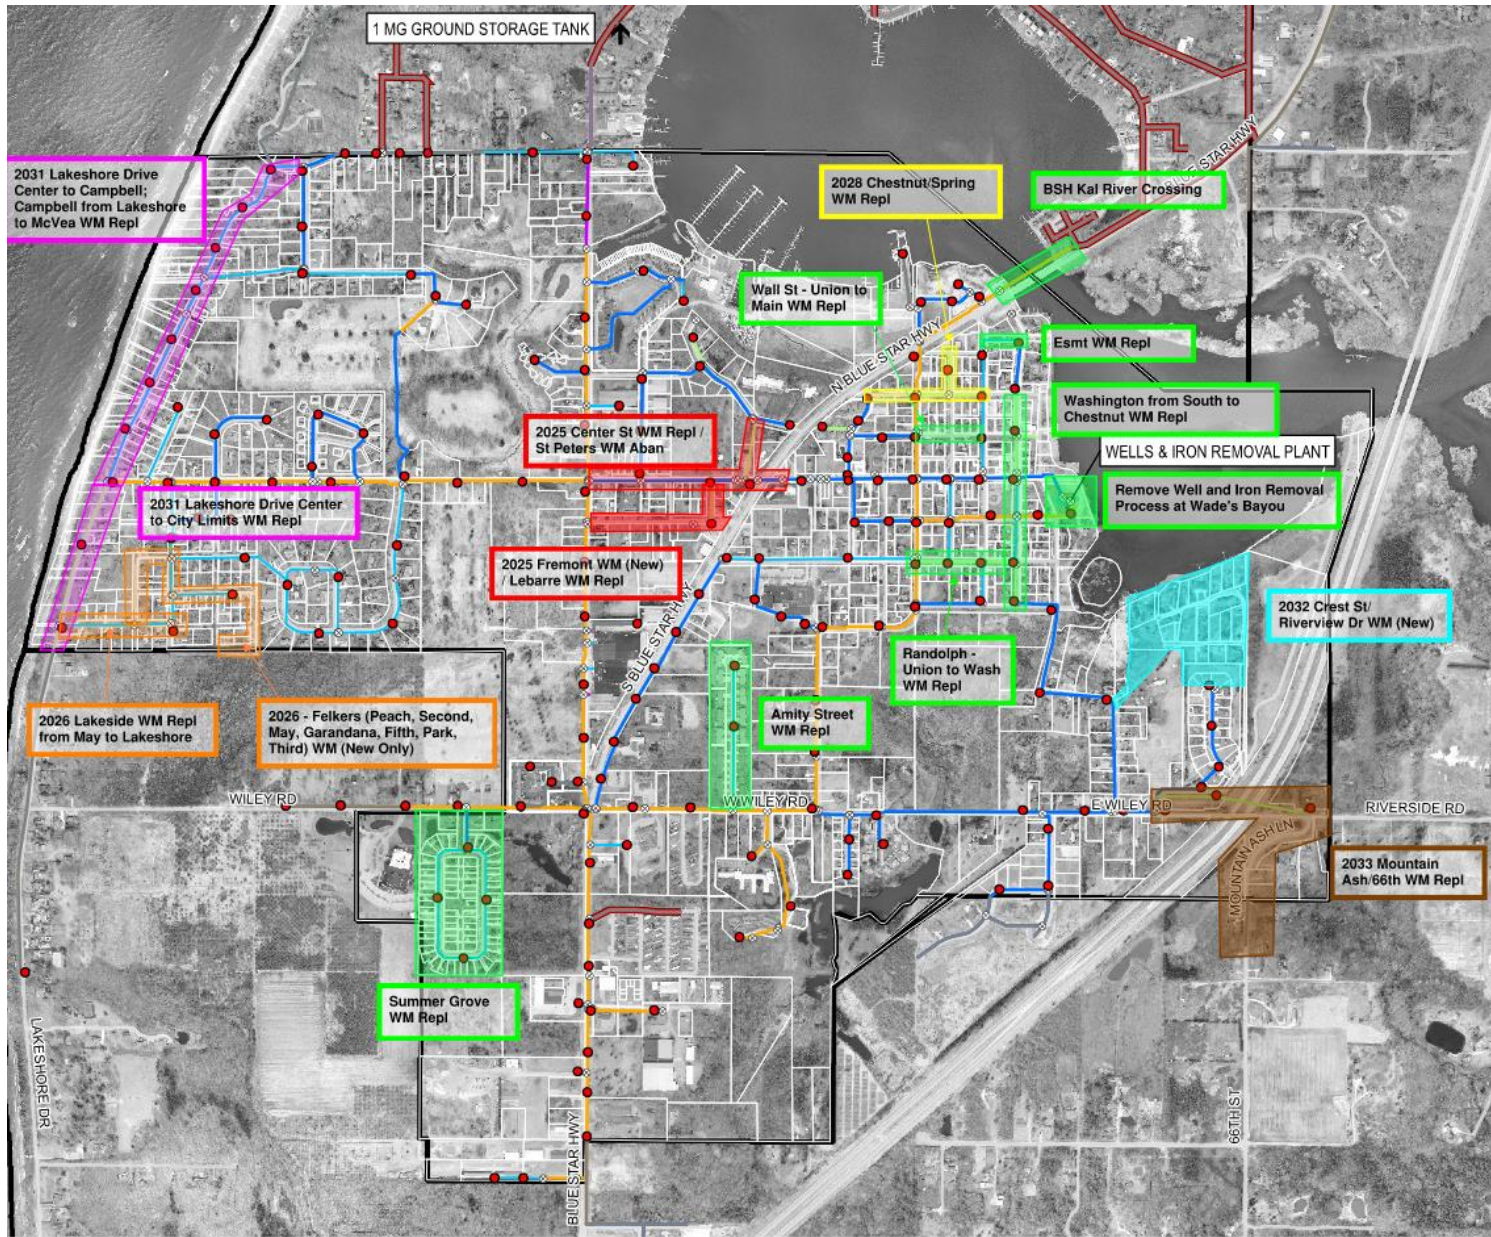 1 MG GROUND STORAGE TANK
BLUE STAR HWY
2031 Lakeshore Drive
Center to Campbell;
Campbell from Lakeshore
to McVea WM Repl
2028 Chestnut/Spring
WM Repl
BSH Kal River Crossing
Wall St - Union to
Main WM Repl
N BLUE STAR HWY
Esmt WM Repl
Washington from South to
Chestnut WM Repl
2025 Center St WM Repl /
St Peters WM Aban
WELLS & IRON REMOVAL PLANT
2031 Lakeshore Drive Center
to City Limits WM Repl
Remove Well and Iron Removal
Process at Wade's Bayou
2025 Fremont WM (New)
/ Lebarre WM Repl
S BLUE STAR HWY
2032 Crest St/
Riverview Dr WM (New)
Randolph -
Union to Wash
WM Repl
2026 Lakeside WM Repl
from May to Lakeshore
2026 - Felkers (Peach, Second,
May, Garandana, Fifth, Park,
Third) WM (New Only)
Amity Street
WM Repl
WILEY RD
W WILEY RD
E WILEY RD
RIVERSIDE RD
MOUNTAIN ASH LN
2033 Mountain
Ash/66th WM Repl
Summer Grove
WM Repl
LAKESHORE DR
BLUE STAR HWY
66TH ST